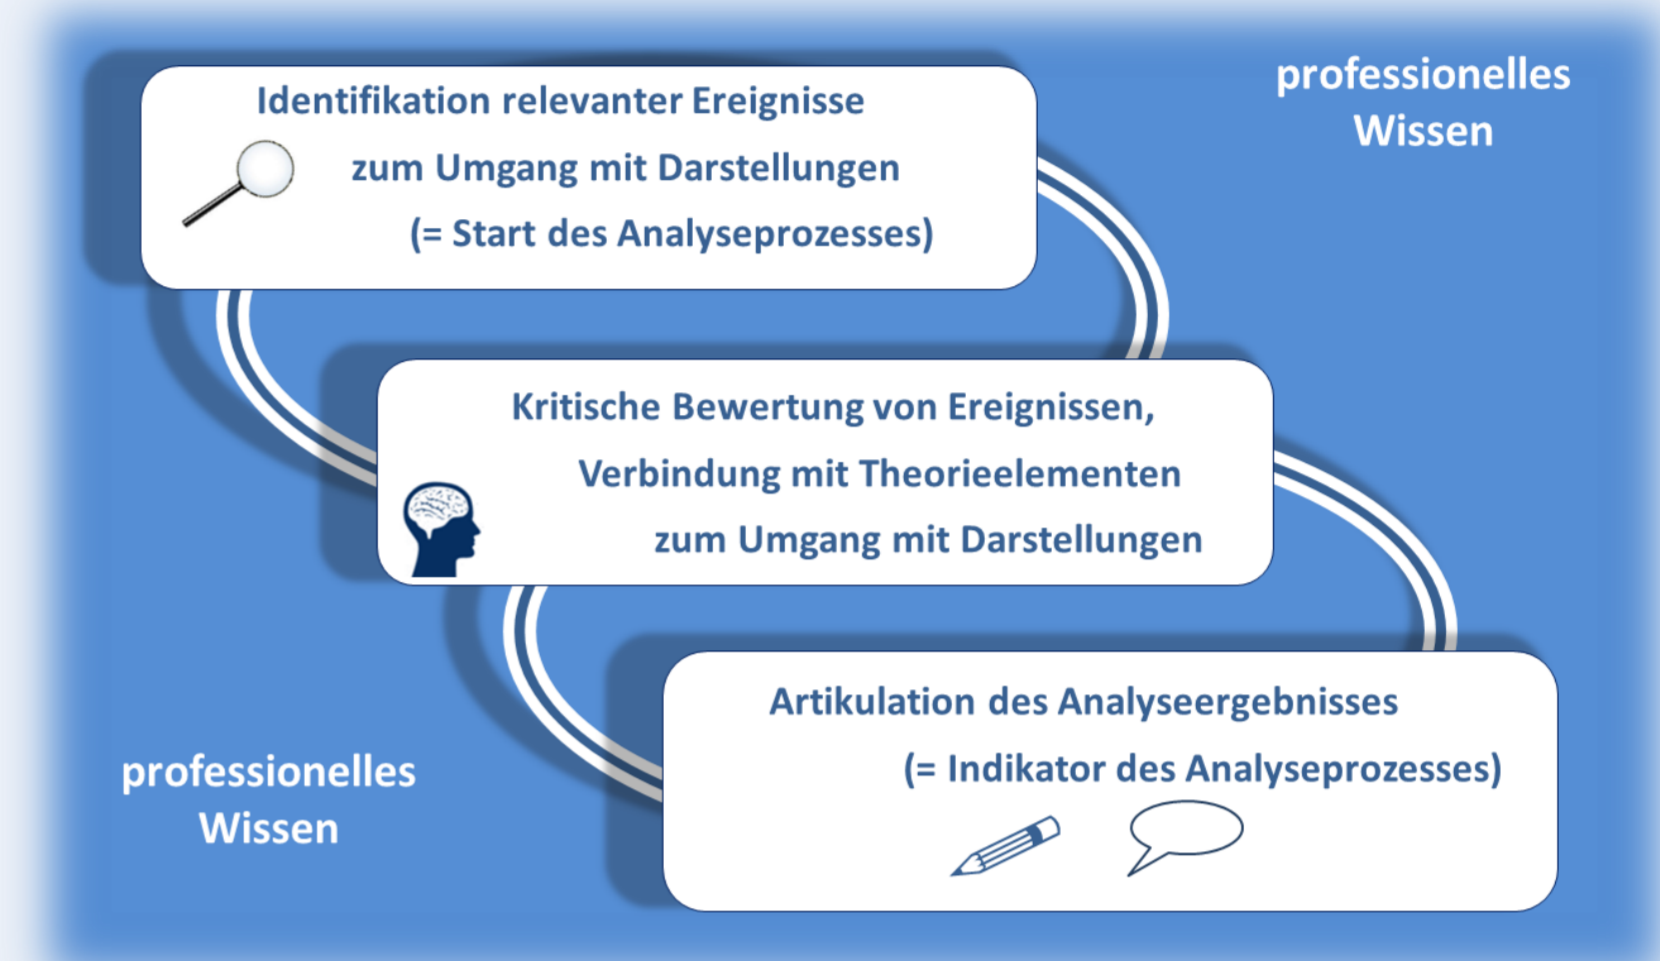 professionelles
Wissen
Identifikation relevanter Ereignisse
zum Umgang mit Darstellungen
(= Start des Analyseprozesses)
Kritische Bewertung von Ereignissen,
Verbindung mit Theorieelementen
zum Umgang mit Darstellungen
Artikulation des Analyseergebnisses
(= Indikator des Analyseprozesses)
professionelles
Wissen